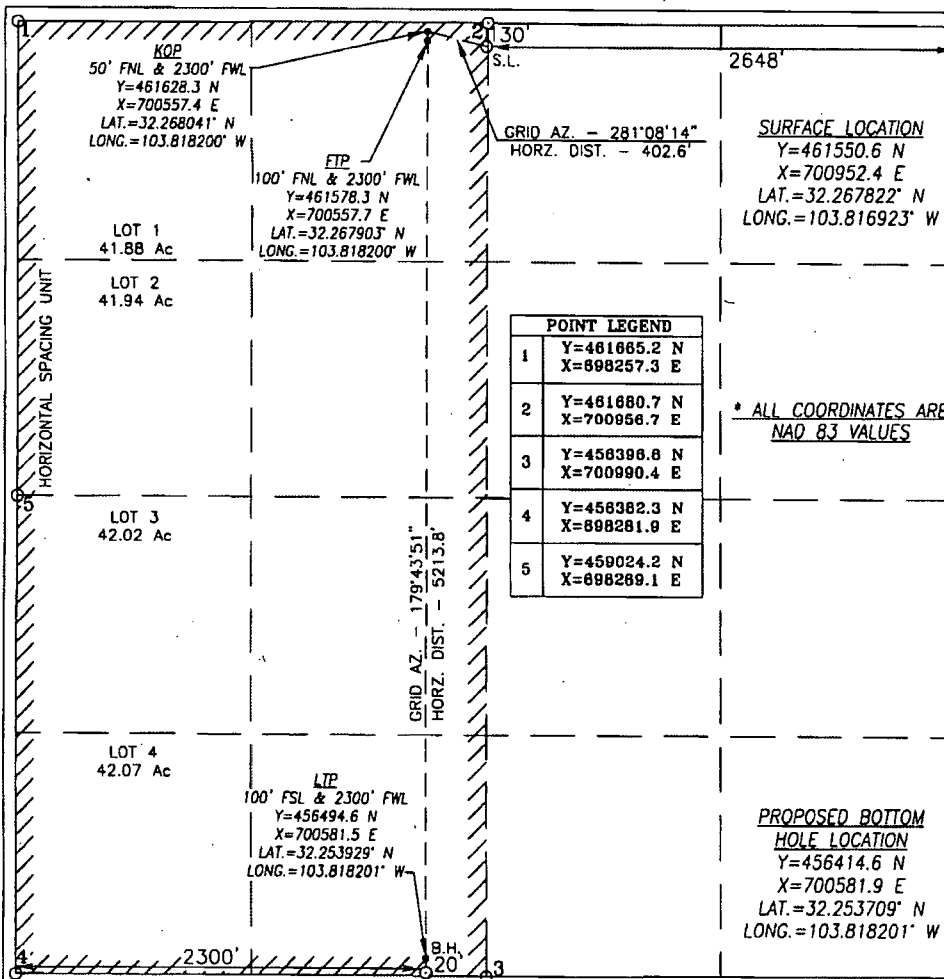 1
2
130'
S.L.
2648'
KOP
50' FNL & 2300' FWL
Y=461628.3 N
X=700557.4 E
LAT.=32.268041° N
LONG.=103.818200° W
GRID AZ. - 281°08'14"
HORZ. DIST. - 402.6'
FTP
100' FNL & 2300' FWL
Y=461578.3 N
X=700557.7 E
LAT.=32.267903° N
LONG.=103.818200° W
SURFACE LOCATION
Y=461550.6 N
X=700952.4 E
LAT.=32.267822° N
LONG.=103.816923° W
LOT 1
41.88 Ac
LOT 2
41.94 Ac
HORIZONTAL SPACING UNIT
POINT LEGEND
1 Y=461665.2 N
X=698257.3 E
2 Y=461680.7 N
X=700956.7 E
3 Y=456396.8 N
X=700990.4 E
4 Y=456382.3 N
X=698281.9 E
5 Y=459024.2 N
X=698269.1 E
* ALL COORDINATES ARE
NAD 83 VALUES
5
LOT 3
42.02 Ac
GRID AZ. - 179°43'51"
HORZ. DIST. - 5213.8'
LOT 4
42.07 Ac
LTP
100' FSL & 2300' FWL
Y=456494.6 N
X=700581.5 E
LAT.=32.253929° N
LONG.=103.818201° W
PROPOSED BOTTOM
HOLE LOCATION
Y=456414.6 N
X=700581.9 E
LAT.=32.253709° N
LONG.=103.818201° W
4
2300'
B.H.
20'
3